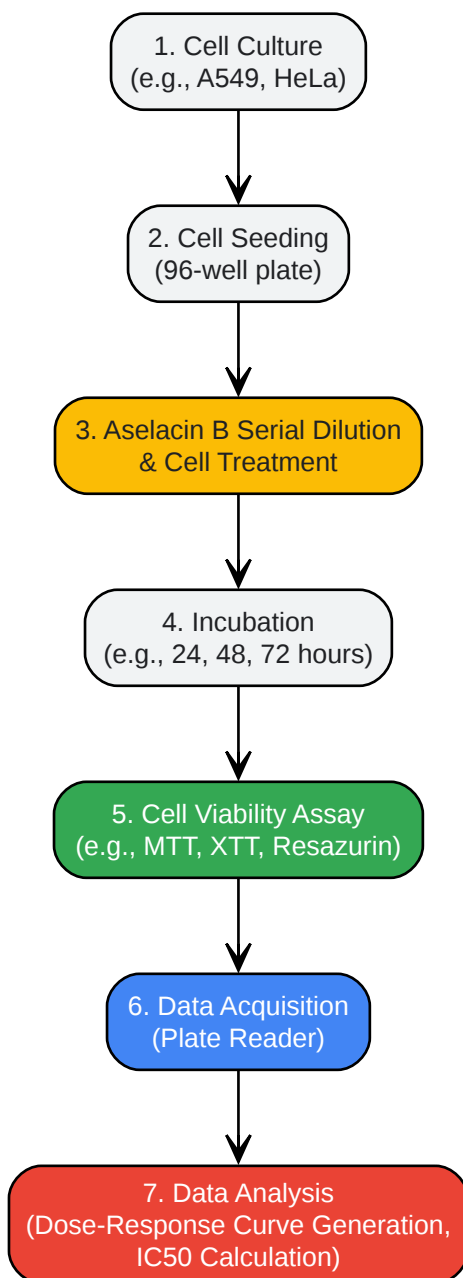 1. Cell Culture
(e.g., A549, HeLa)
2. Cell Seeding
(96-well plate)
3. Aselacin B Serial Dilution
& Cell Treatment
4. Incubation
(e.g., 24, 48, 72 hours)
5. Cell Viability Assay
(e.g., MTT, XTT, Resazurin)
6. Data Acquisition
(Plate Reader)
7. Data Analysis
(Dose-Response Curve Generation,
IC50 Calculation)